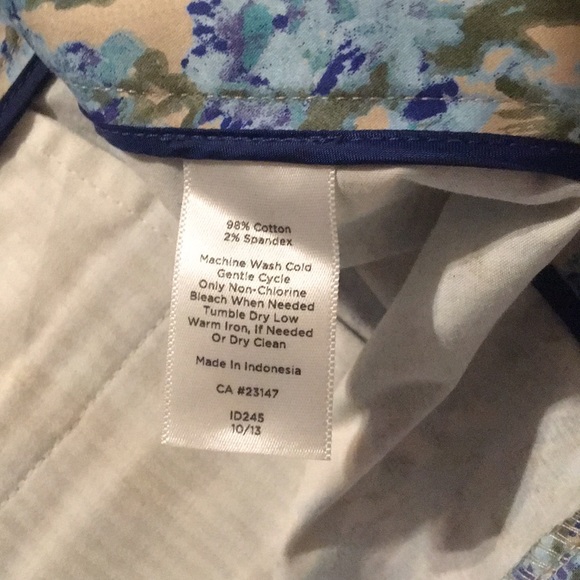 98% Cotton
2% Spandex
Machine Wash Cold
Gentle Cycle
Only Non-Chlorine
Bleach When Needed
Tumble Dry Low
Warm Iron, If Needed
Or Dry Clean
Made In Indonesia
CA #23147
ID245
10/13